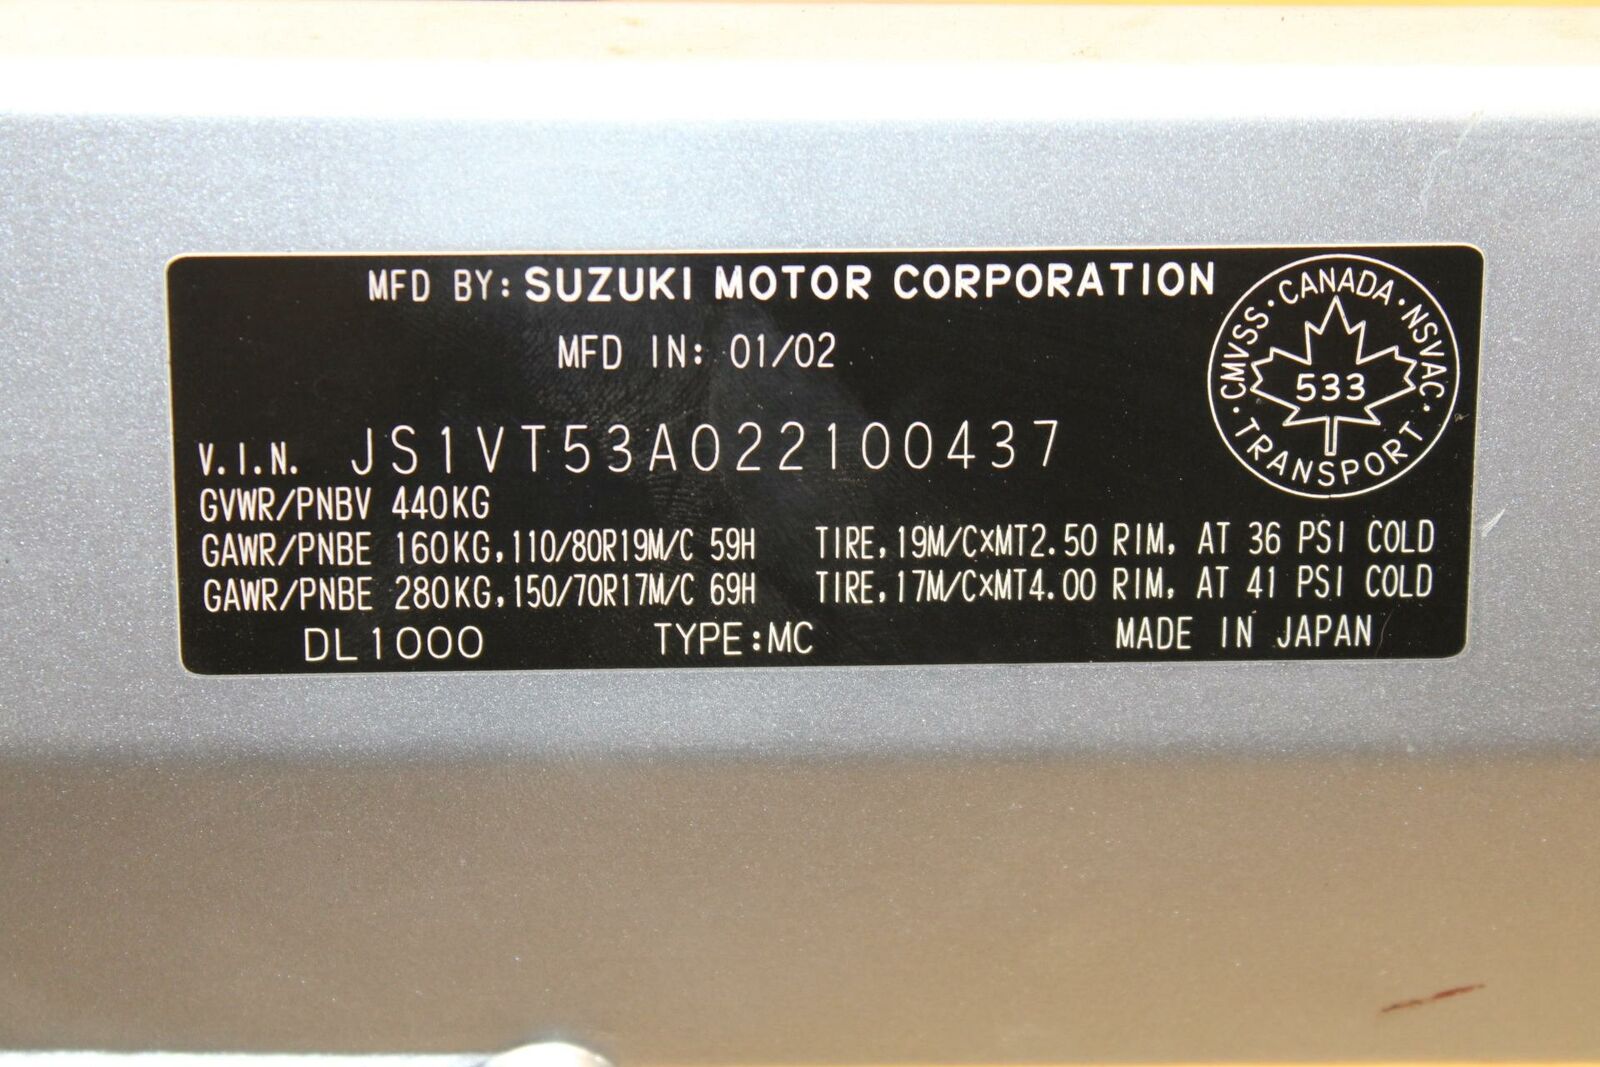 MFD BY: SUZUKI MOTOR CORPORATION
MFD IN: 01/02
V.I.N. JS1VT53A022100437
GVWR/PNBV 440KG
GAWR/PNBE 160KG,110/80R19M/C 59H TIRE,19M/C×MT2.50 RIM, AT 36 PSI COLD
GAWR/PNBE 280KG,150/70R17M/C 69H TIRE,17M/C×MT4.00 RIM, AT 41 PSI COLD
DL1000 TYPE:MC MADE IN JAPAN
CMVSS · CANADA · NSVAC · TRANSPORT ·
533